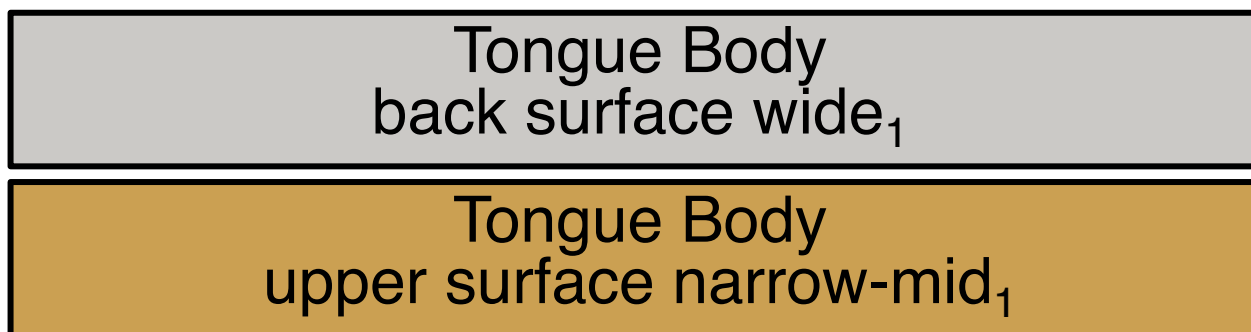 Tongue Body
back surface wide₁
Tongue Body
upper surface narrow-mid₁